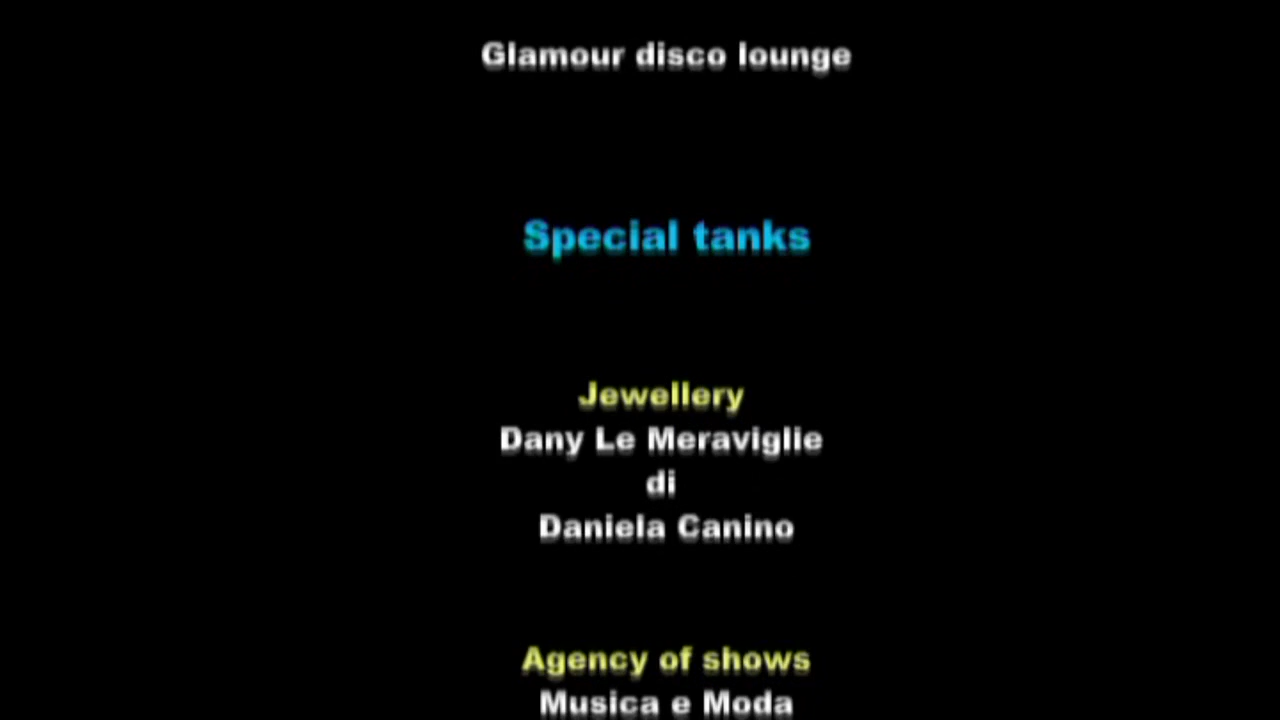 Glamour disco lounge
Special tanks
Jewellery
Dany Le Meraviglie
di
Daniela Canino
Agency of shows
Musica e Moda